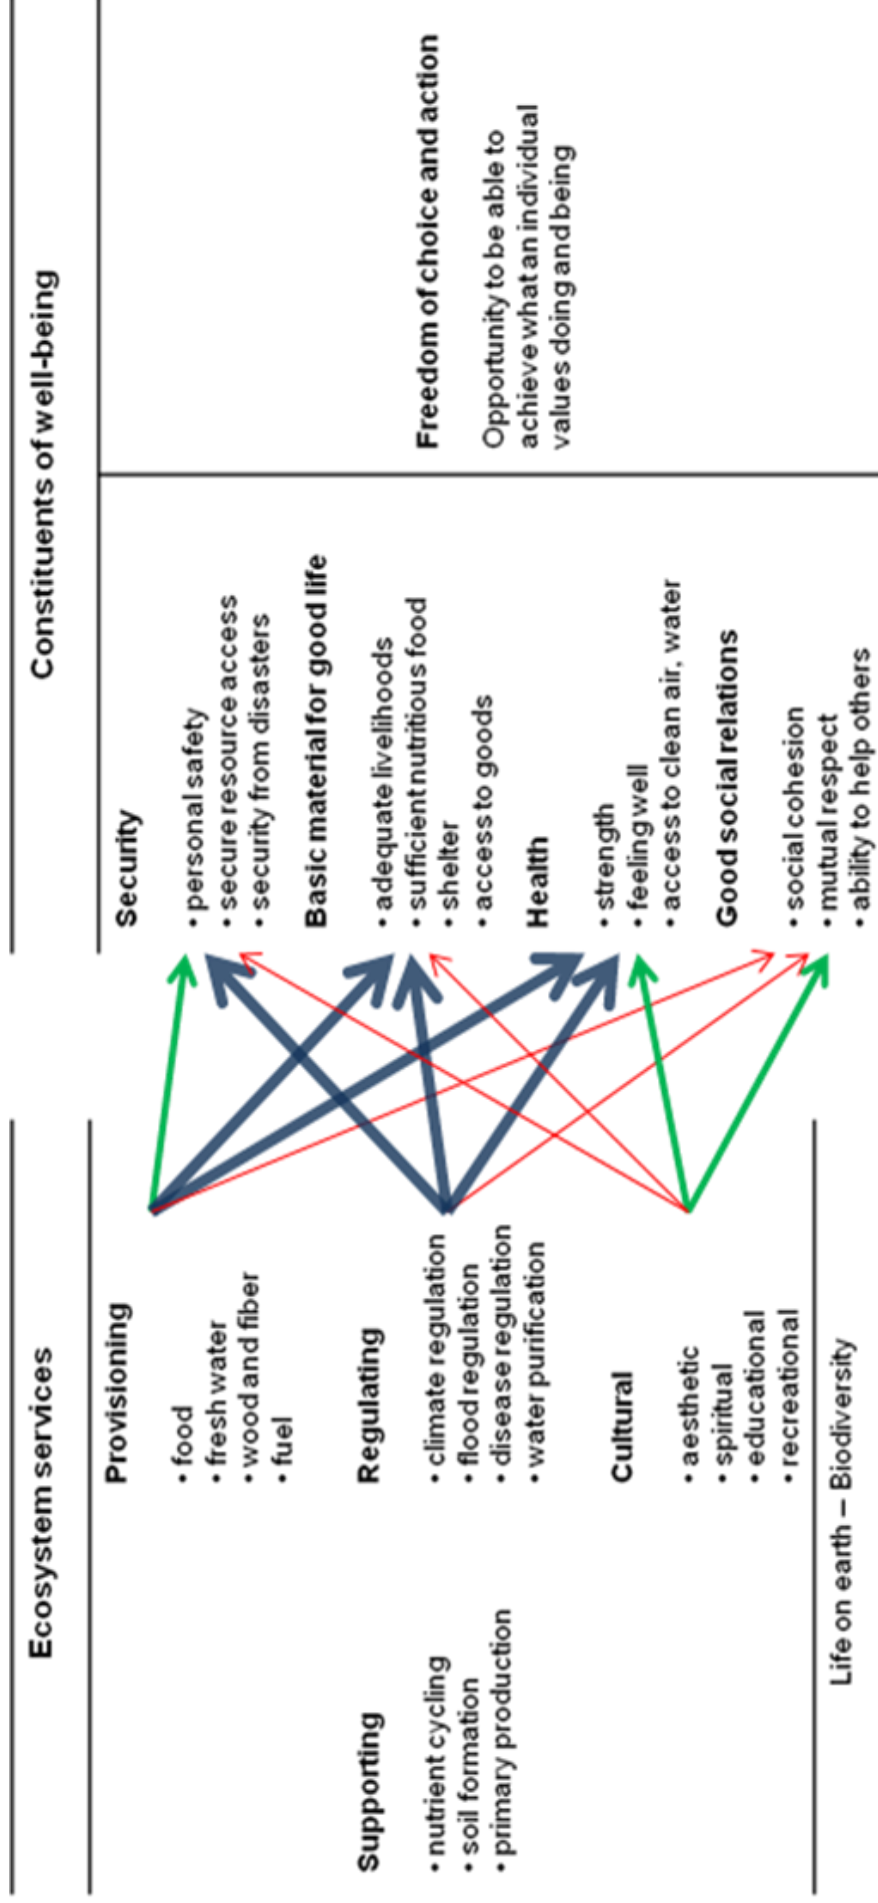 Ecosystem services
Supporting
• nutrient cycling
• soil formation
• primary production
Provisioning
• food
• fresh water
• wood and fiber
• fuel
Regulating
• climate regulation
• flood regulation
• disease regulation
• water purification
Cultural
• aesthetic
• spiritual
• educational
• recreational
Life on earth – Biodiversity
Constituents of well-being
Security
• personal safety
• secure resource access
• security from disasters
Basic material for good life
• adequate livelihoods
• sufficient nutritious food
• shelter
• access to goods
Health
• strength
• feeling well
• access to clean air, water
Good social relations
• social cohesion
• mutual respect
• ability to help others
Freedom of choice and action
Opportunity to be able to
achieve what an individual
values doing and being